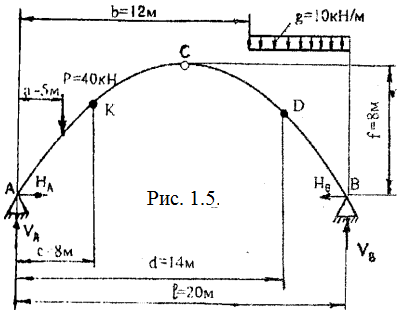 b=12м
g=10кН/м
C
P=40кН
a=5м
K
D
f=8м
A
H_A
Рис. 1.5.
H_B
B
V_A
V_B
c=8м
d=14м
ℓ=20м